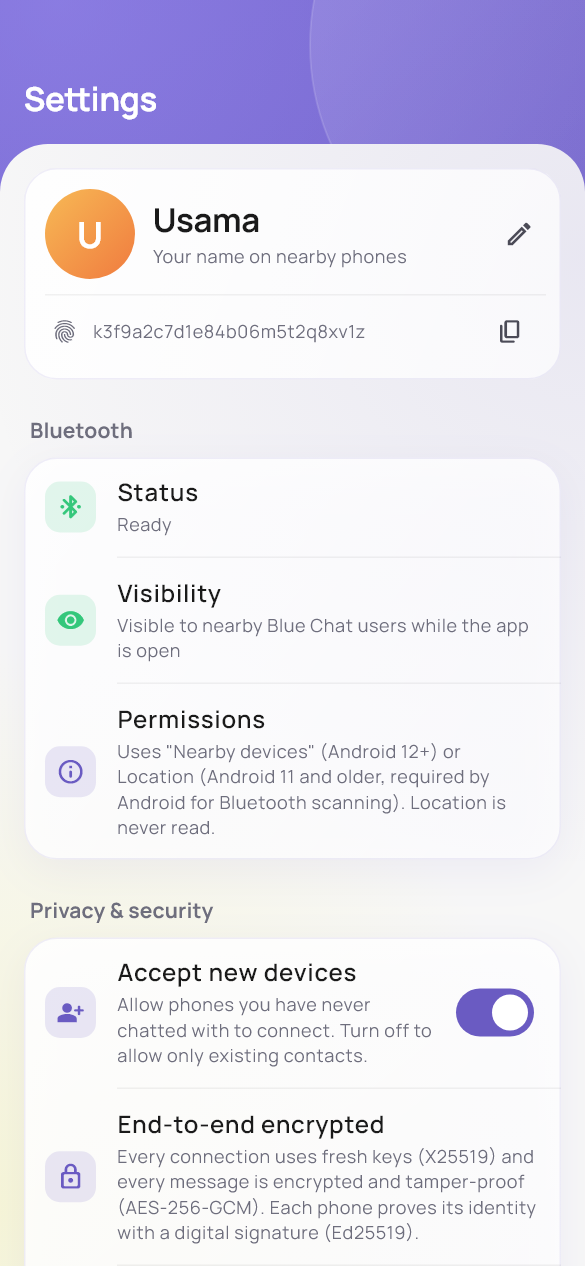 Settings
U
Usama
Your name on nearby phones
k3f9a2c7d1e84b06m5t2q8xv1z
Bluetooth
Status
Ready
Visibility
Visible to nearby Blue Chat users while the app
is open
Permissions
Uses "Nearby devices" (Android 12+) or
Location (Android 11 and older, required by
Android for Bluetooth scanning). Location is
never read.
Privacy & security
Accept new devices
Allow phones you have never
chatted with to connect. Turn off to
allow only existing contacts.
End-to-end encrypted
Every connection uses fresh keys (X25519) and
every message is encrypted and tamper-proof
(AES-256-GCM). Each phone proves its identity
with a digital signature (Ed25519).